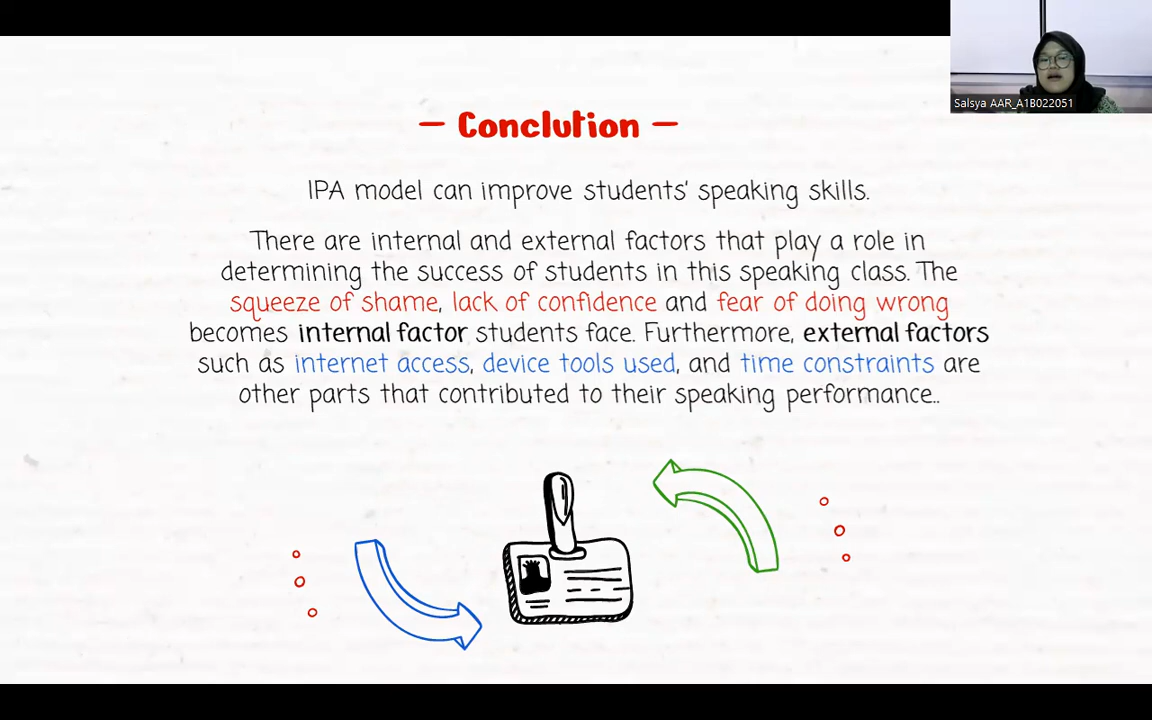 Salsya AAR_A1B022051
— Conclution —
IPA model can improve students' speaking skills.
There are internal and external factors that play a role in
determining the success of students in this speaking class. The
squeeze of shame, lack of confidence and fear of doing wrong
becomes internal factor students face. Furthermore, external factors
such as internet access, device tools used, and time constraints are
other parts that contributed to their speaking performance..